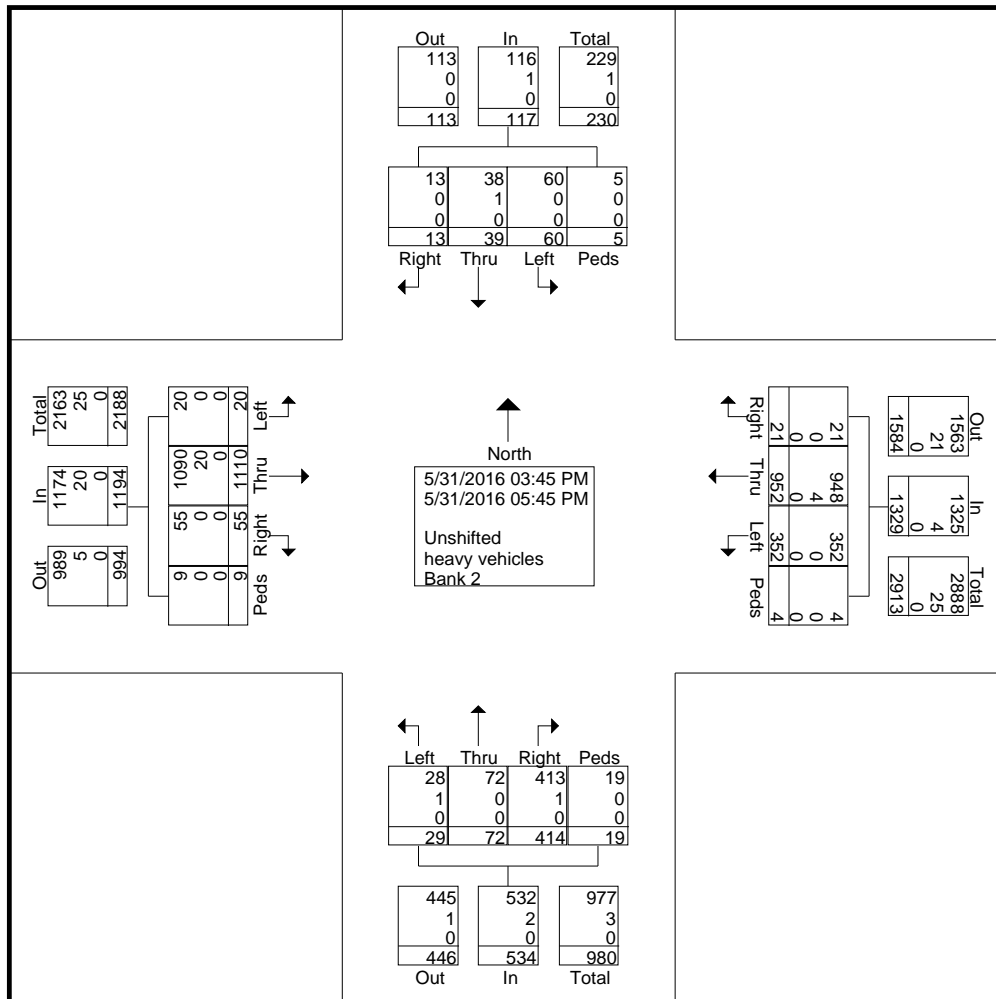 Out In Total
113 116 229
0 1 0
0 0 0
113 117 230
13 38 60 5
0 1 0 0
0 0 0 0
13 39 60 5
Right Thru Left Peds
Total
2163
25
0
2188
In
1174
20
0
1194
Out
989
5
0
994
20
0
0
20
Left
1090
20
0
1110
Thru
55
0
0
55
Right
9
0
0
9
Peds
North
5/31/2016 03:45 PM
5/31/2016 05:45 PM
Unshifted
heavy vehicles
Bank 2
Right
21
0
0
21
Thru
948
4
0
952
Left
352
0
0
352
Peds
4
0
0
4
Out
1563
21
0
1584
In
1325
4
0
1329
Total
2888
25
0
2913
Left Thru Right Peds
28 72 413 19
1 0 1 0
0 0 0 0
29 72 414 19
445 532 977
1 2 3
0 0 0
446 534 980
Out In Total